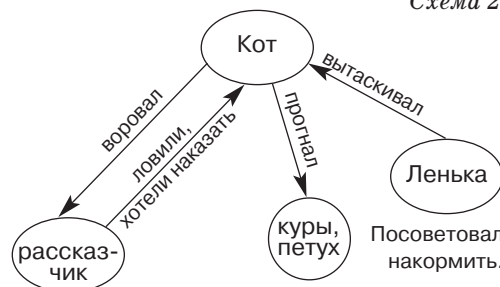 Схема 2
Кот
воровал
ловили,
хотели наказать
прогнал
вытаскивал
Ленька
рассказ-
чик
куры,
петух
Посоветовал
накормить.